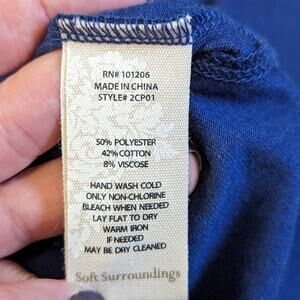 RN# 101206
MADE IN CHINA
STYLE# 2CP01
50% POLYESTER
42% COTTON
8% VISCOSE
HAND WASH COLD
ONLY NON-CHLORINE
BLEACH WHEN NEEDED
LAY FLAT TO DRY
WARM IRON
IF NEEDED
MAY BE DRY CLEANED
Soft Surroundings